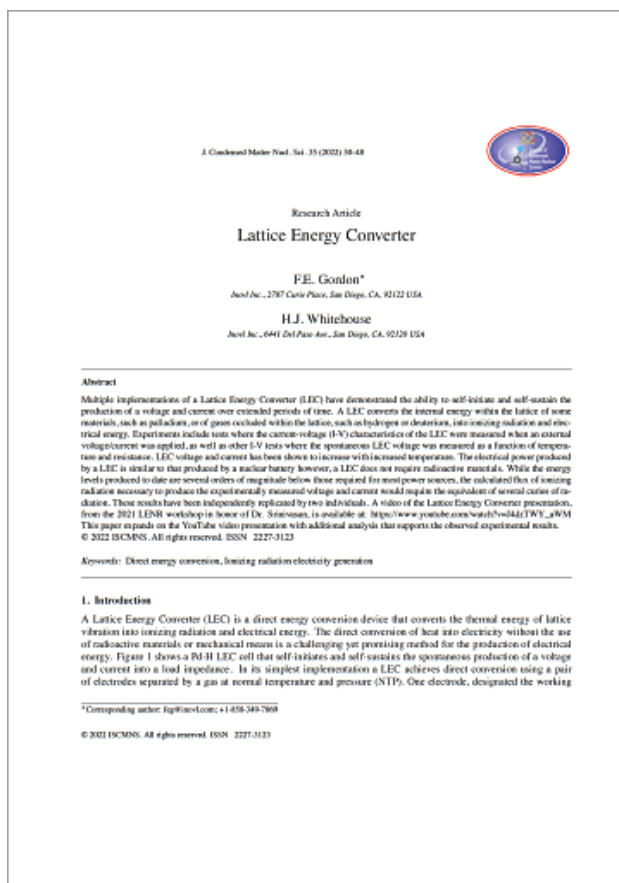 J. Condensed Matter Nucl. Sci. 35 (2022) 30–48
Research Article
Lattice Energy Converter
F.E. Gordon*
Inovl Inc., 2787 Curie Place, San Diego, CA, 92122 USA
H.J. Whitehouse
Inovl Inc., 6441 Del Paso Ave., San Diego, CA, 92120 USA
Abstract
Multiple implementations of a Lattice Energy Converter (LEC) have demonstrated the ability to self-initiate and self-sustain the
production of a voltage and current over extended periods of time. A LEC converts the internal energy within the lattice of some
materials, such as palladium, or of gases occluded within the lattice, such as hydrogen or deuterium, into ionizing radiation and elec-
trical energy. Experiments include tests where the current-voltage (I-V) characteristics of the LEC were measured when an external
voltage/current was applied, as well as other I-V tests where the spontaneous LEC voltage was measured as a function of tempera-
ture and resistance. LEC voltage and current has been shown to increase with increased temperature. The electrical power produced
by a LEC is similar to that produced by a nuclear battery however, a LEC does not require radioactive materials. While the energy
levels produced to date are several orders of magnitude below those required for most power sources, the calculated flux of ionizing
radiation necessary to produce the experimentally measured voltage and current would require the equivalent of several curies of ra-
diation. These results have been independently replicated by two individuals. A video of the Lattice Energy Converter presentation,
from the 2021 LENR workshop in honor of Dr. Srinivasan, is available at: https://www.youtube.com/watch?v=J4dzTWY_aWM
This paper expands on the YouTube video presentation with additional analysis that supports the observed experimental results.
© 2022 ISCMNS. All rights reserved. ISSN 2227-3123
Keywords: Direct energy conversion, Ionizing radiation electricity generation
1. Introduction
A Lattice Energy Converter (LEC) is a direct energy conversion device that converts the thermal energy of lattice
vibration into ionizing radiation and electrical energy. The direct conversion of heat into electricity without the use
of radioactive materials or mechanical means is a challenging yet promising method for the production of electrical
energy. Figure 1 shows a Pd-H LEC cell that self-initiates and self-sustains the spontaneous production of a voltage
and current into a load impedance. In its simplest implementation a LEC achieves direct conversion using a pair
of electrodes separated by a gas at normal temperature and pressure (NTP). One electrode, designated the working
*Corresponding author: feg@inovl.com; +1-858-349-7869
© 2022 ISCMNS. All rights reserved. ISSN 2227-3123